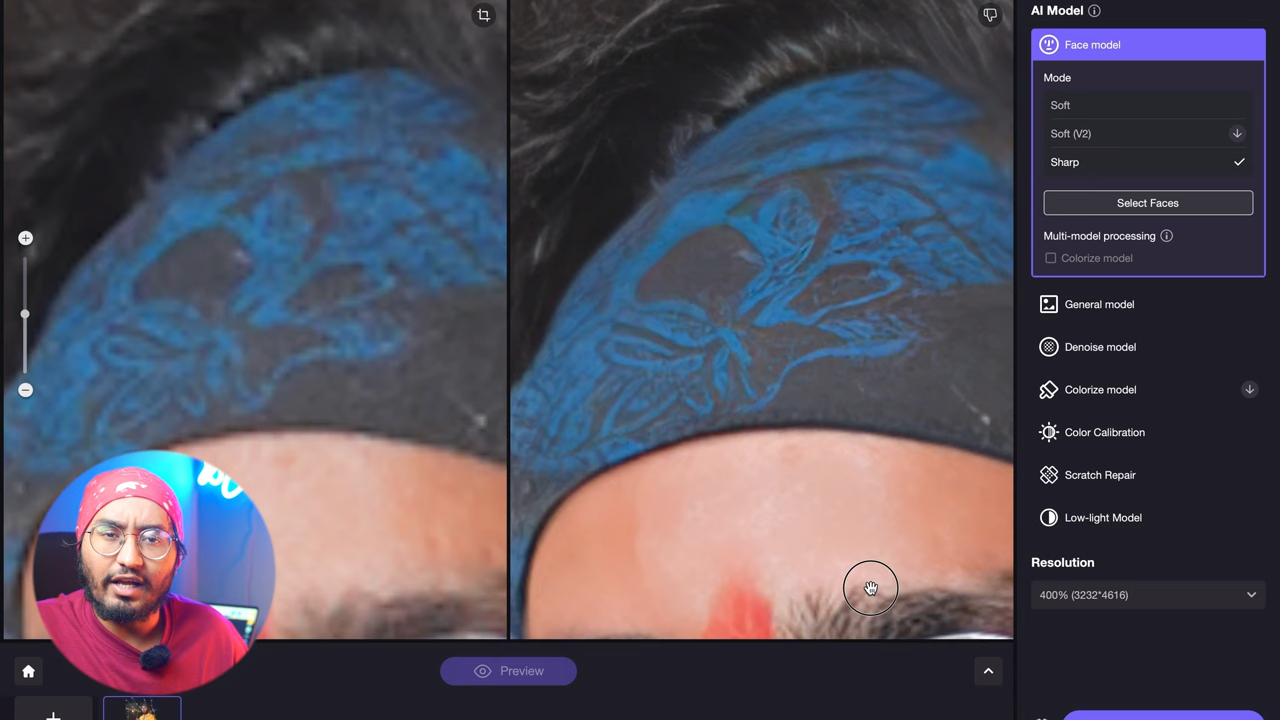 AI Model
Face model
Mode
Soft
Soft (V2)
Sharp
Select Faces
Multi-model processing
Colorize model
General model
Denoise model
Colorize model
Color Calibration
Scratch Repair
Low-light Model
Resolution
400% (3232*4616)
Preview